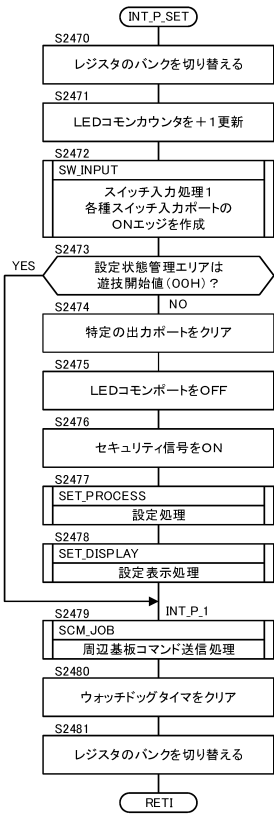 INT_P_SET
S2470
レジスタのバンクを切り替える
S2471
LEDコモンカウンタを+1更新
S2472
SW_INPUT
スイッチ入力処理1
各種スイッチ入力ポートの
ONエッジを作成
S2473
設定状態管理エリアは
遊技開始値(00H)?
YES
NO
S2474
特定の出力ポートをクリア
S2475
LEDコモンポートをOFF
S2476
セキュリティ信号をON
S2477
SET_PROCESS
設定処理
S2478
SET_DISPLAY
設定表示処理
INT_P_1
S2479
SCM_JOB
周辺基板コマンド送信処理
S2480
ウォッチドッグタイマをクリア
S2481
レジスタのバンクを切り替える
RETI